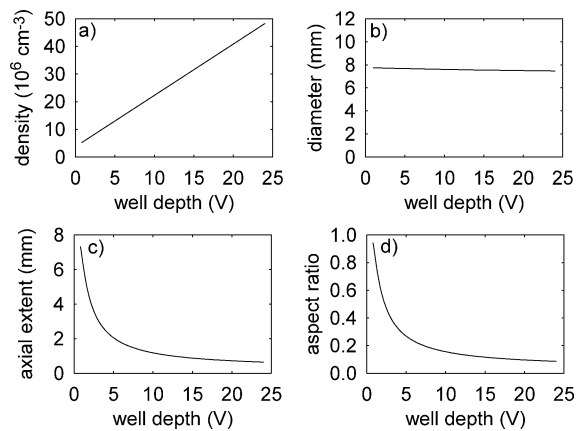 a)
density (10⁶ cm⁻³)
50
40
30
20
10
0
0 5 10 15 20 25
well depth (V)
b)
diameter (mm)
12
10
8
6
4
2
0
0 5 10 15 20 25
well depth (V)
c)
axial extent (mm)
8
6
4
2
0
0 5 10 15 20 25
well depth (V)
d)
aspect ratio
1.0
0.8
0.6
0.4
0.2
0.0
0 5 10 15 20 25
well depth (V)